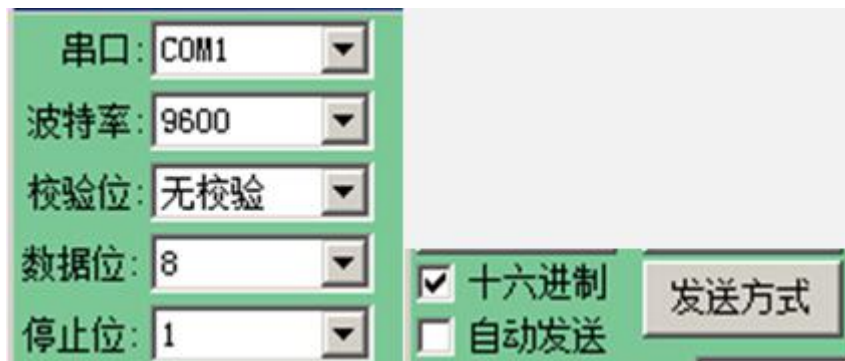 串口: COM1
波特率: 9600
校验位: 无校验
数据位: 8
停止位: 1
十六进制
自动发送
发送方式